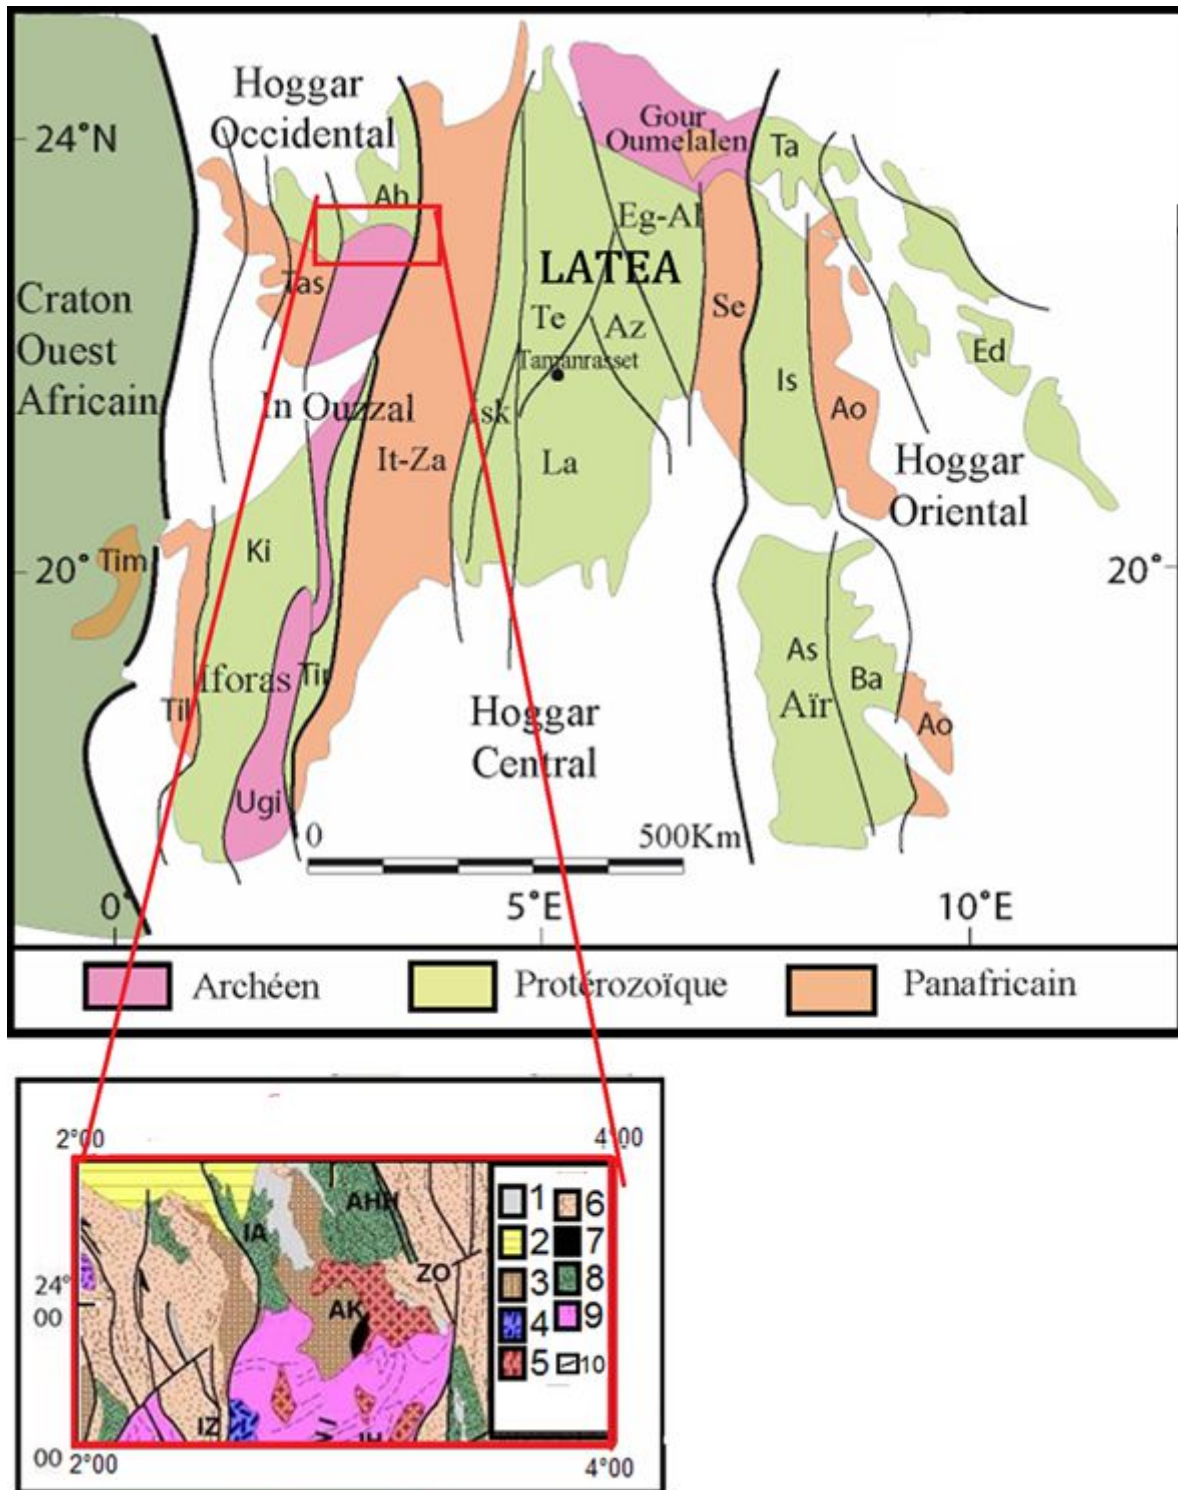 Hoggar
Occidental
24°N
Gour
Oumelalen
Ta
Ah
Eg-Al
LATEA
Tas
Craton
Ouest
Africain
Te
Az
Se
Tamanrasset
Is
Ed
In Ouzzal
Isk
Ao
It-Za
La
Hoggar
Oriental
Ki
Tim
20°
20°
Iforas
Tir
As
Ba
Aïr
Til
Hoggar
Central
Ao
Ugi
0
500Km
0°
5°E
10°E
Archéen
Protérozoïque
Panafricain
2°00
4°00
AHH
IA
ZO
24°
00
AK
IZ
1
6
2
7
3
8
4
9
5
10
00
2°00
4°00